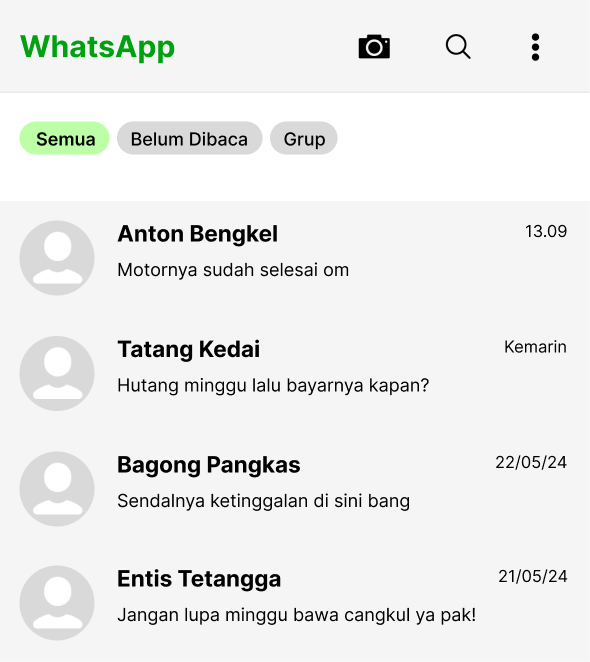 WhatsApp
Semua Belum Dibaca Grup
Anton Bengkel 13.09
Motornya sudah selesai om
Tatang Kedai Kemarin
Hutang minggu lalu bayarnya kapan?
Bagong Pangkas 22/05/24
Sendalnya ketinggalan di sini bang
Entis Tetangga 21/05/24
Jangan lupa minggu bawa cangkul ya pak!